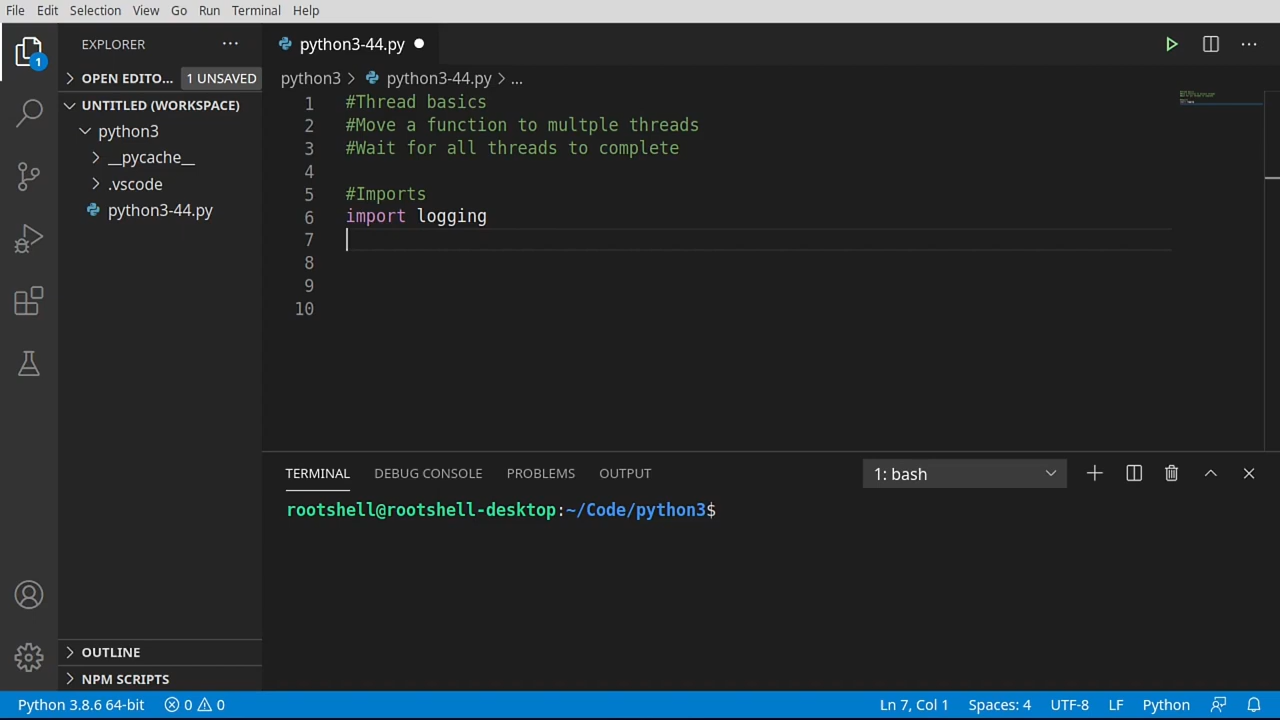 File Edit Selection View Go Run Terminal Help
EXPLORER ···
python3-44.py
1
OPEN EDITO... 1 UNSAVED
python3 > python3-44.py > ...
UNTITLED (WORKSPACE)
python3
__pycache__
.vscode
python3-44.py
1 #Thread basics
2 #Move a function to multple threads
3 #Wait for all threads to complete
4
5 #Imports
6 import logging
7
8
9
10
TERMINAL DEBUG CONSOLE PROBLEMS OUTPUT 1: bash
rootshell@rootshell-desktop:~/Code/python3$
OUTLINE
NPM SCRIPTS
Python 3.8.6 64-bit 0 0 Ln 7, Col 1 Spaces: 4 UTF-8 LF Python